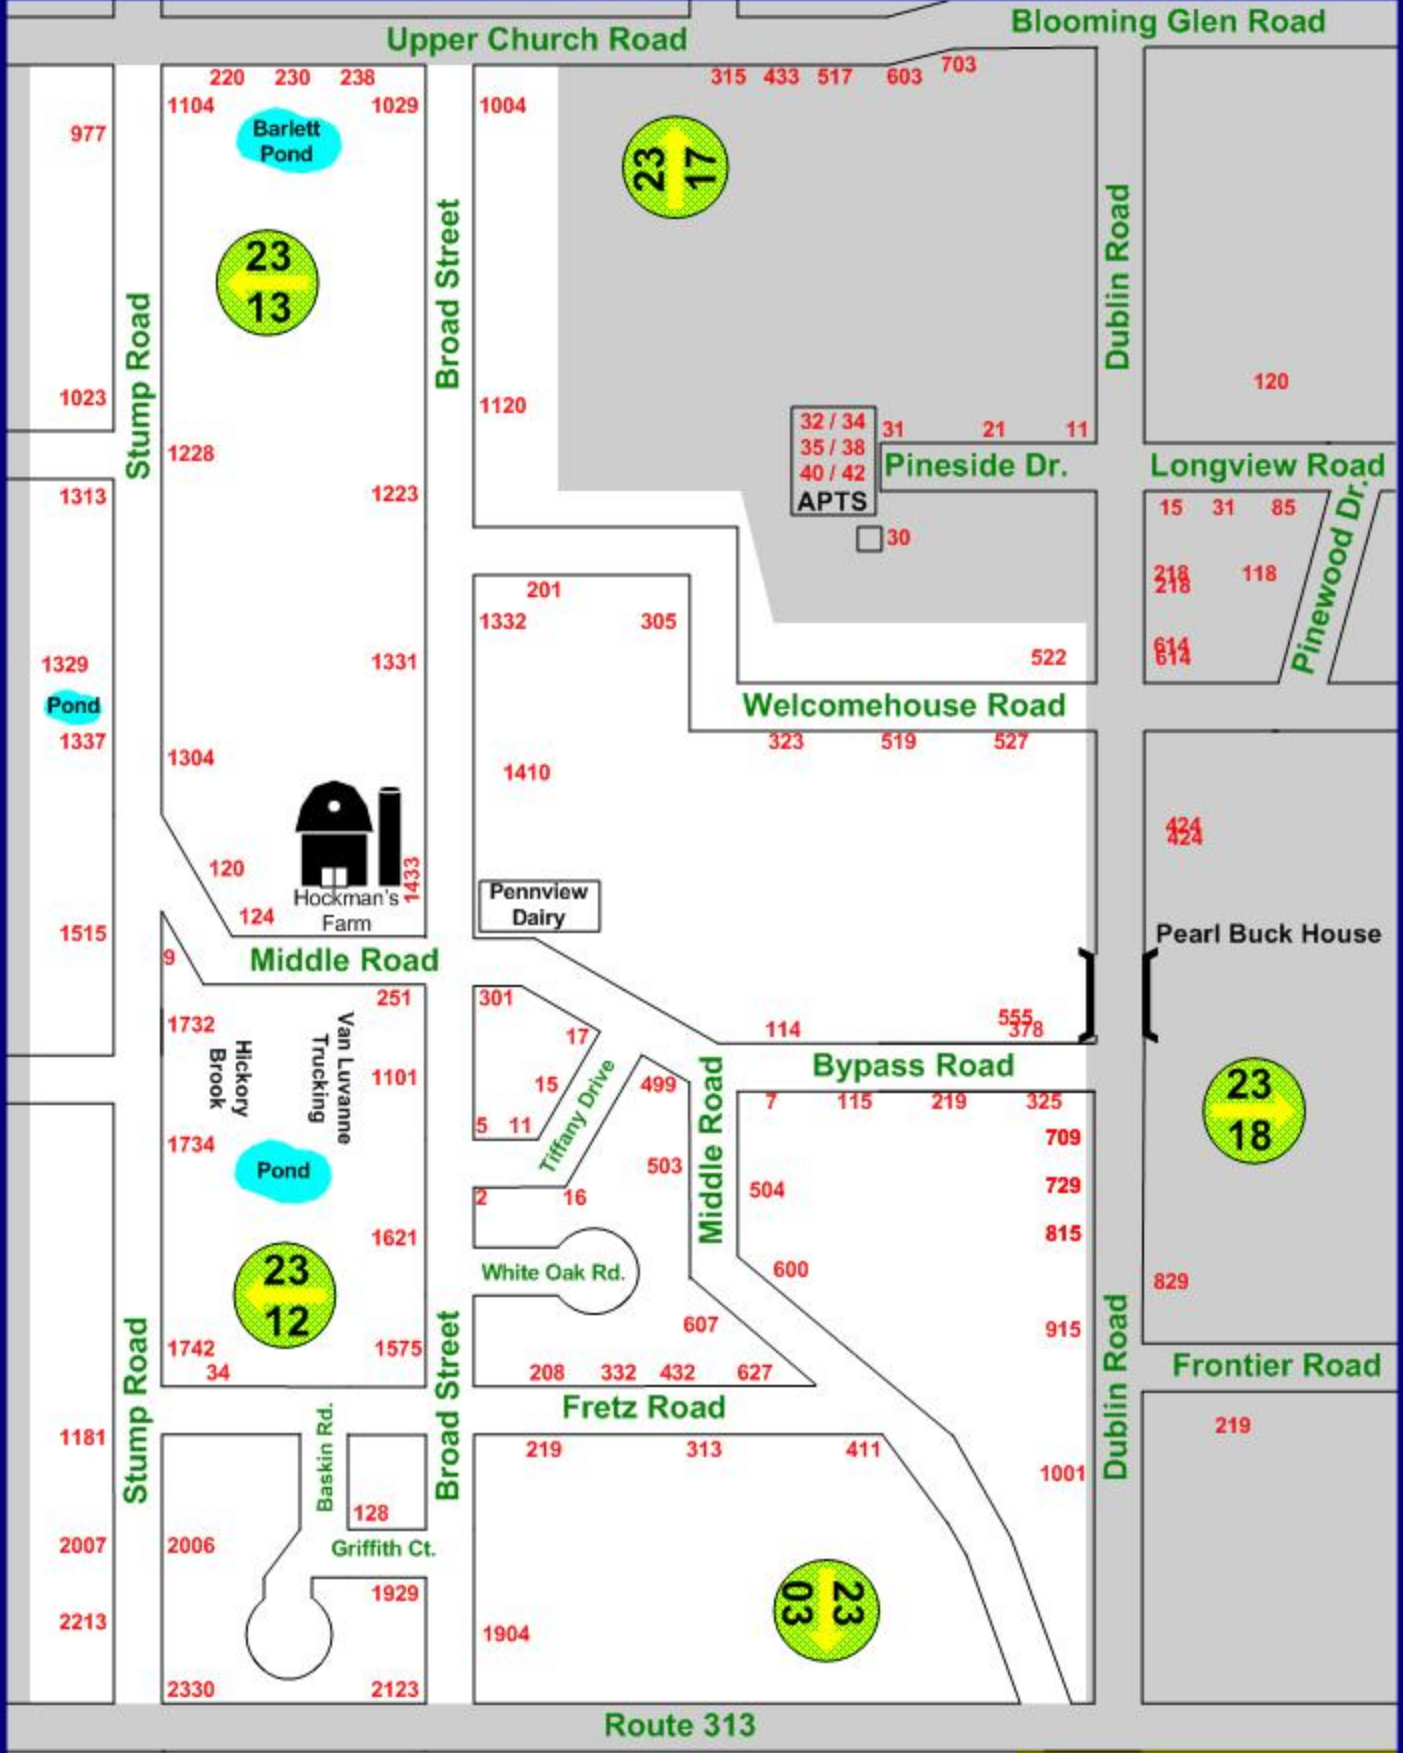 Blooming Glen Road
Upper Church Road
220 230 238
315 433 517 603 703
1104
1029
1004
977
Barlett
Pond
23
17
23
13
Stump Road
Broad Street
Dublin Road
1023
1120
120
32 / 34
35 / 38
40 / 42
APTS
31 21 11
1228
Pineside Dr.
Longview Road
1313
1223
15 31 85
Pinewood Dr.
30
218
218
118
201
1332
305
614
614
1329
1331
522
Pond
Welcomehouse Road
1337
323 519 527
1304
1410
424
424
120
1433
Hockman's
Farm
Pennview
Dairy
124
1515
Pearl Buck House
9
Middle Road
251
301
1732
17
114
555
378
Hickory
Brook
Van Luvanne
Trucking
Bypass Road
1101
15
499
Tiffany Drive
Middle Road
7 115 219 325
23
18
5 11
709
1734
503
Pond
504
729
2
16
1621
815
23
12
White Oak Rd.
600
829
607
915
1742
1575
34
208 332 432 627
Frontier Road
Stump Road
Broad Street
Dublin Road
Fretz Road
Baskin Rd.
219
1181
219 313 411
1001
128
2007
2006
Griffith Ct.
1929
23
03
2213
1904
2330
2123
Route 313